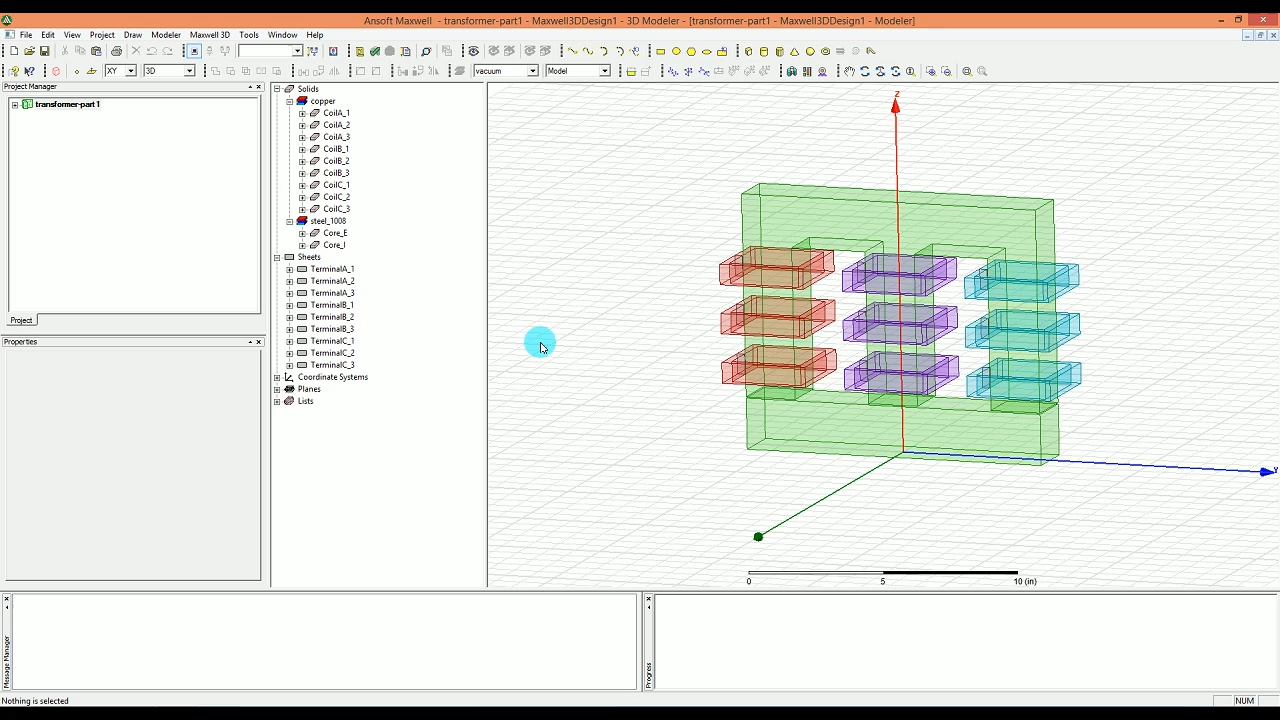 Ansoft Maxwell - transformer-part1 - Maxwell3DDesign1 - 3D Modeler - [transformer-part1 - Maxwell3DDesign1 - Modeler]
File Edit View Project Draw Modeler Maxwell 3D Tools Window Help
XY 3D vacuum Model
Project Manager
transformer-part1
Project
Properties
Solids
copper
CoilA_1
CoilA_2
CoilA_3
CoilB_1
CoilB_2
CoilB_3
CoilC_1
CoilC_2
CoilC_3
steel_1008
Core_E
Core_I
Sheets
TerminalA_1
TerminalA_2
TerminalA_3
TerminalB_1
TerminalB_2
TerminalB_3
TerminalC_1
TerminalC_2
TerminalC_3
Coordinate Systems
Planes
Lists
Z
Y
0 5 10 (in)
Message Manager
Progress
Nothing is selected
NUM